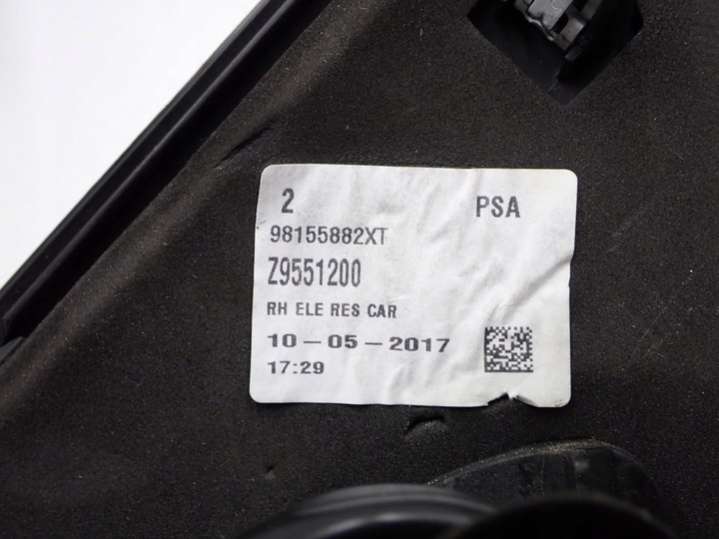 2 PSA
98155882XT
Z9551200
RH ELE RES CAR
10-05-2017
17:29